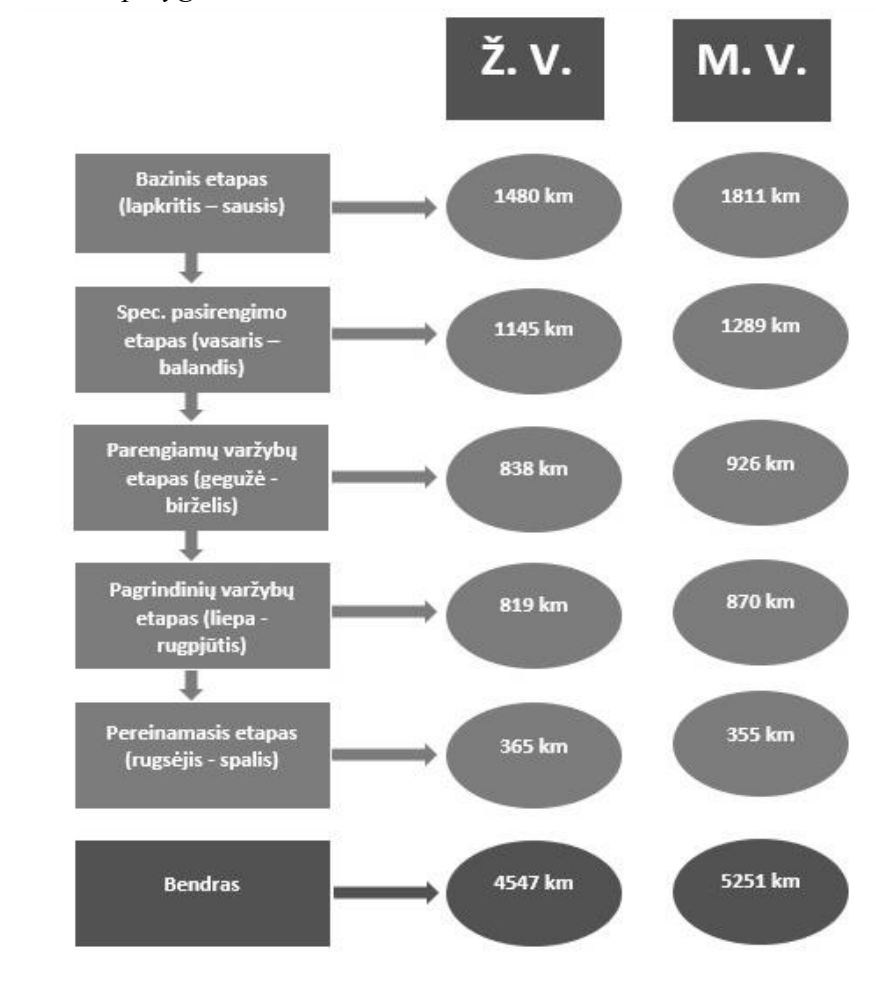 Ž. V.
M. V.
Bazinis etapas
(lapkritis – sausis)
1480 km
1811 km
Spec. pasirengimo
etapas (vasaris –
balandis)
1145 km
1289 km
Parengiamų varžybų
etapas (gegužė -
birželis)
838 km
926 km
Pagrindinių varžybų
etapas (liepa -
rugpjūtis)
819 km
870 km
Pereinamasis etapas
(rugsėjis - spalis)
365 km
355 km
Bendras
4547 km
5251 km